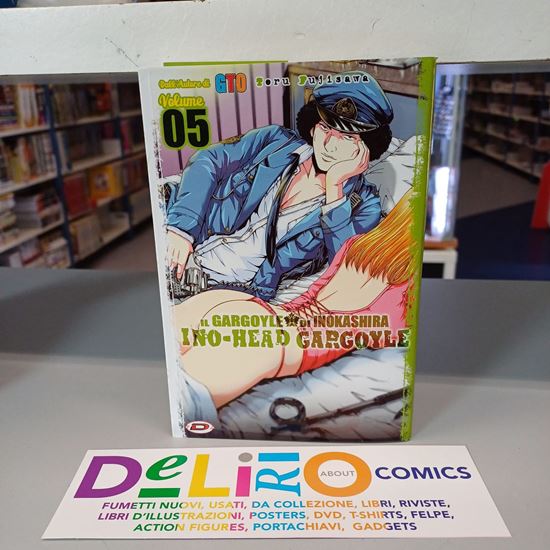 Dall'Autore di GTO Toru Fujisawa
Volume
05
IL GARGOYLE DI INOKASHIRA
INO-HEAD GARGOYLE
D
DeLiRiO ABOUT COMICS
FUMETTI NUOVI, USATI, DA COLLEZIONE, LIBRI, RIVISTE,
LIBRI D'ILLUSTRAZIONI, POSTERS, DVD, T-SHIRTS, FELPE,
ACTION FIGURES, PORTACHIAVI, GADGETS